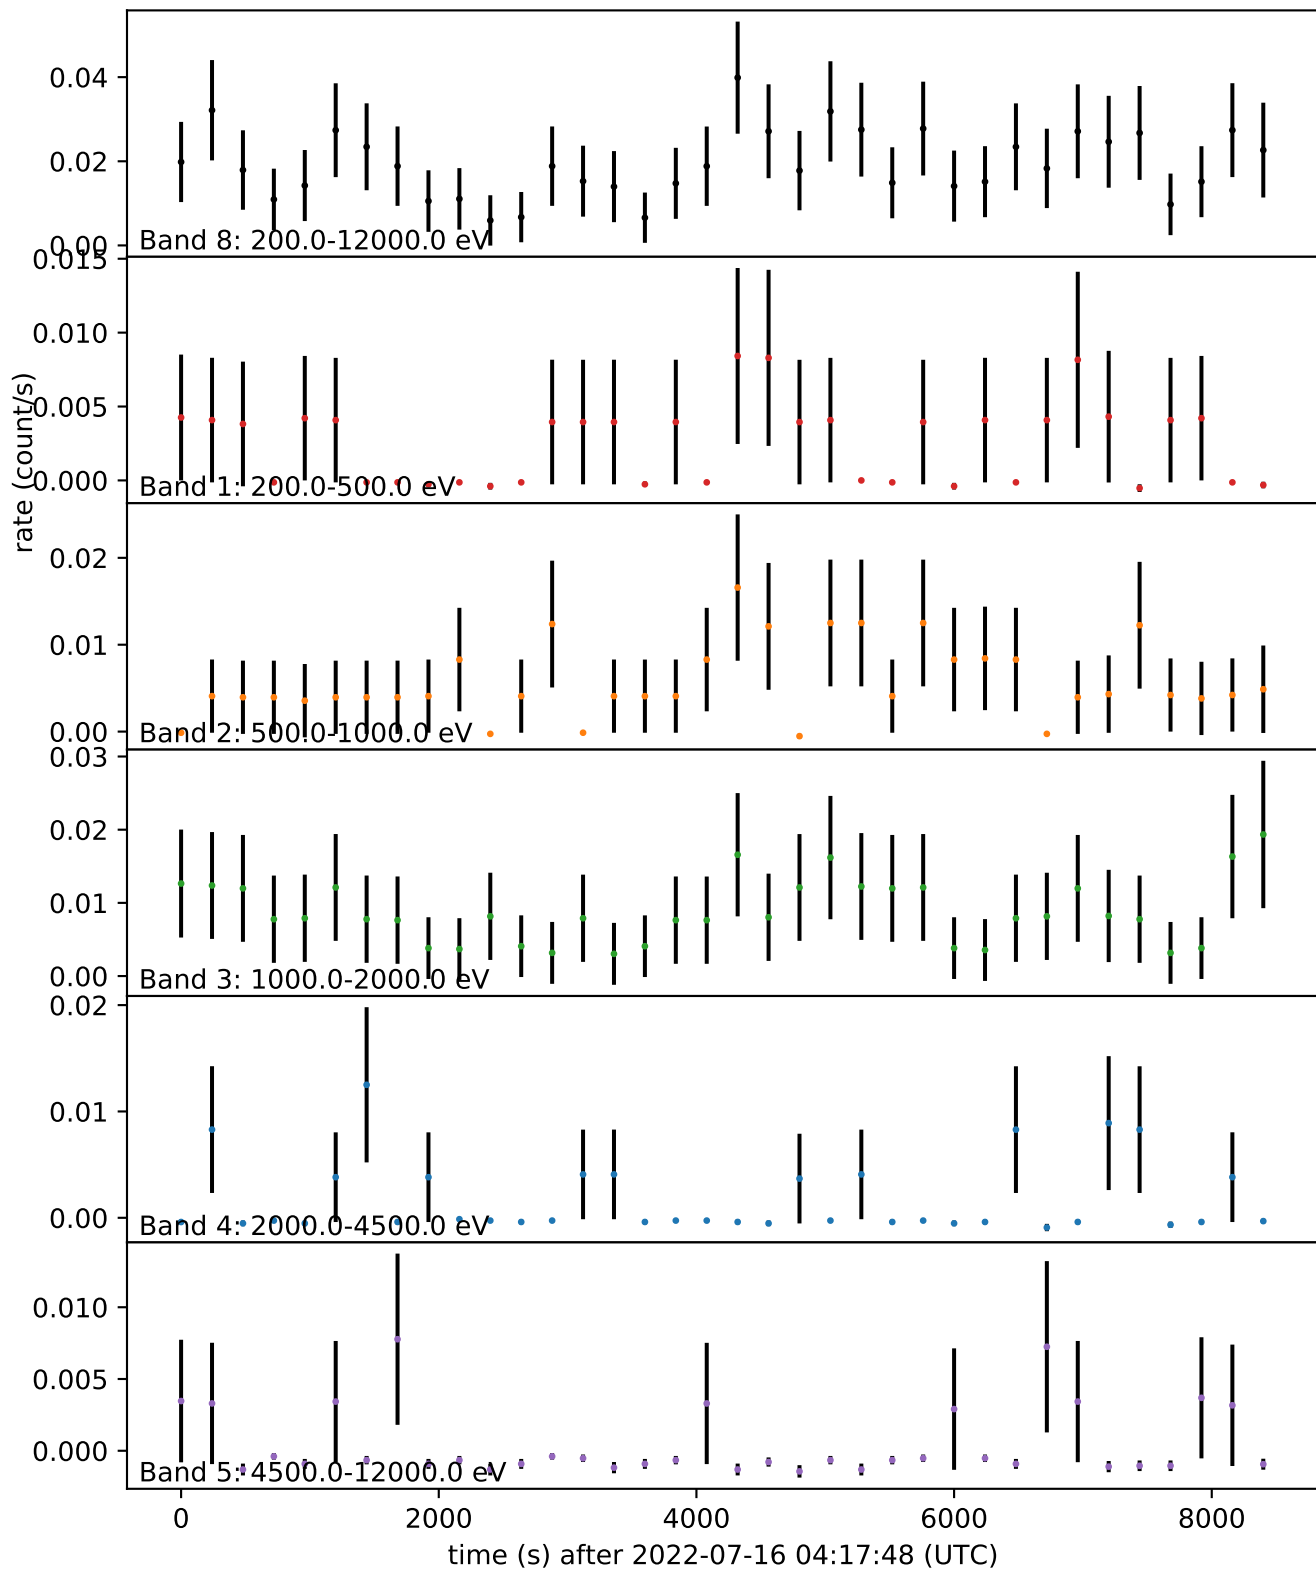 0.04
0.02
0.00
Band 8: 200.0-12000.0 eV
0.015
0.010
0.005
0.000
Band 1: 200.0-500.0 eV
rate (count/s)
0.02
0.01
0.00
Band 2: 500.0-1000.0 eV
0.03
0.02
0.01
0.00
Band 3: 1000.0-2000.0 eV
0.02
0.01
0.00
Band 4: 2000.0-4500.0 eV
0.010
0.005
0.000
Band 5: 4500.0-12000.0 eV
0 2000 4000 6000 8000
time (s) after 2022-07-16 04:17:48 (UTC)